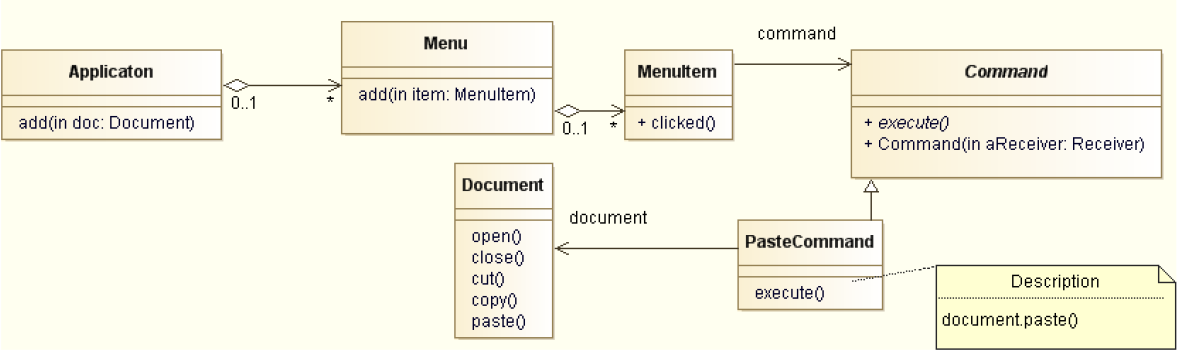 Applicaton
add(in doc: Document)
0..1
*
Menu
add(in item: MenuItem)
0..1
*
MenuItem
+ clicked()
command
Command
+ execute()
+ Command(in aReceiver: Receiver)
Document
open()
close()
cut()
copy()
paste()
document
PasteCommand
execute()
Description
document.paste()